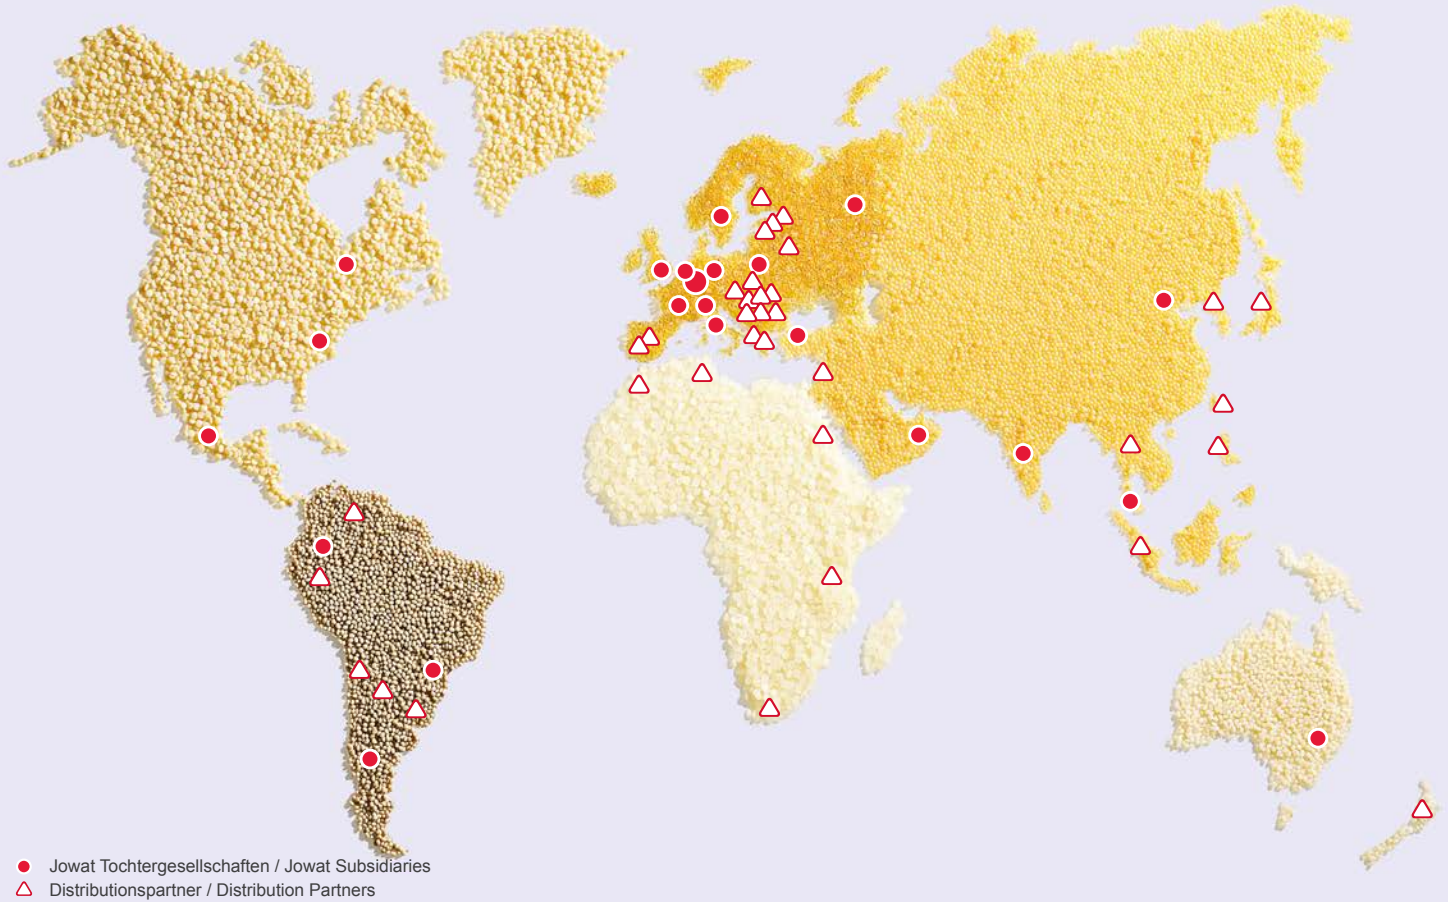 Jowat Tochtergesellschaften / Jowat Subsidiaries
Distributionspartner / Distribution Partners